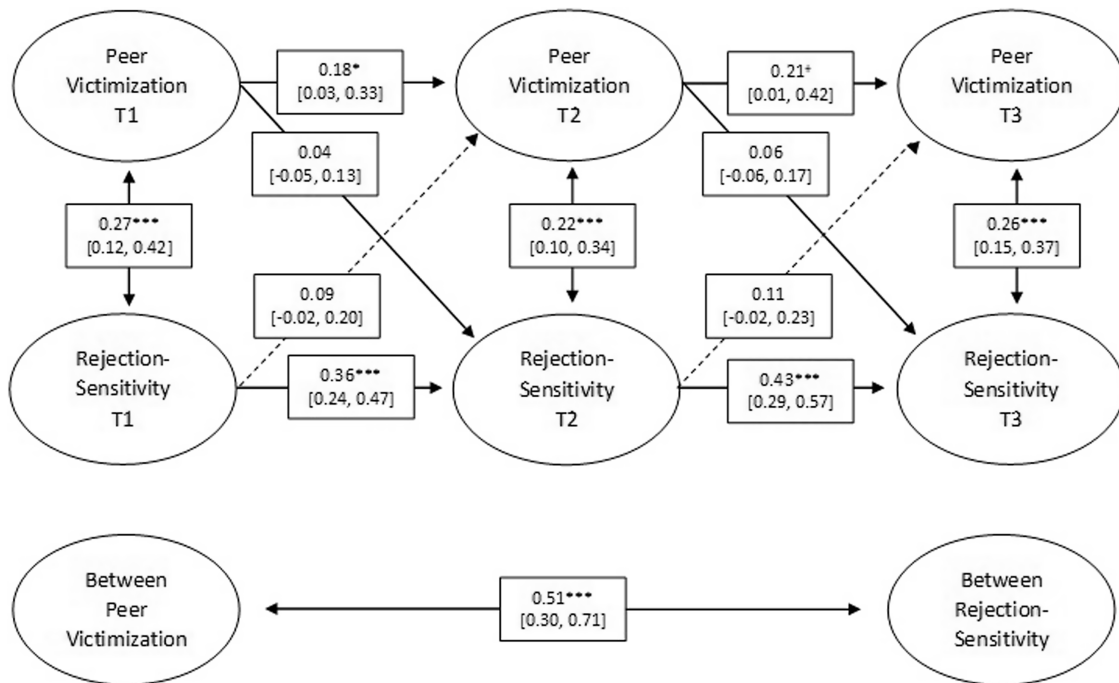 Peer
Victimization
T1
0.18*
[0.03, 0.33]
Peer
Victimization
T2
0.21*
[0.01, 0.42]
Peer
Victimization
T3
0.04
[-0.05, 0.13]
0.06
[-0.06, 0.17]
0.27***
[0.12, 0.42]
0.22***
[0.10, 0.34]
0.26***
[0.15, 0.37]
0.09
[-0.02, 0.20]
0.11
[-0.02, 0.23]
Rejection-
Sensitivity
T1
0.36***
[0.24, 0.47]
Rejection-
Sensitivity
T2
0.43***
[0.29, 0.57]
Rejection-
Sensitivity
T3
Between
Peer
Victimization
0.51***
[0.30, 0.71]
Between
Rejection-
Sensitivity